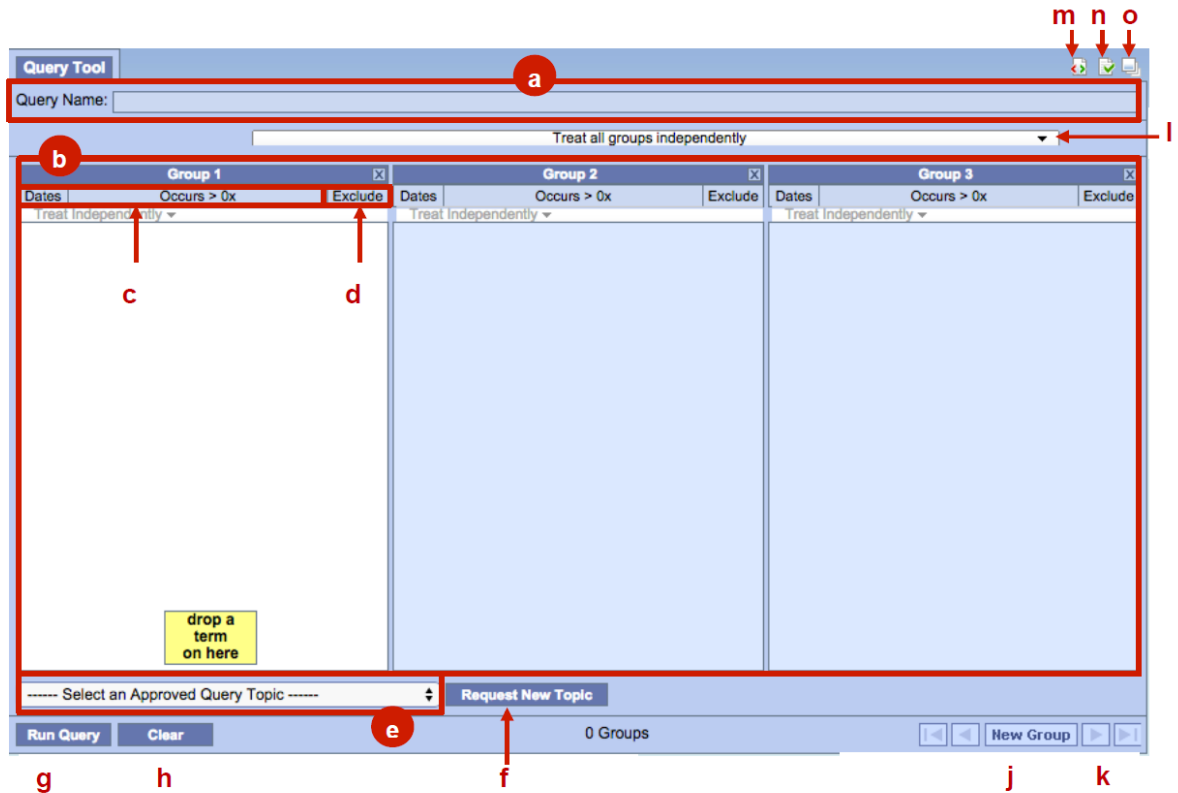 m n o
Query Tool
a
Query Name:
Treat all groups independently
l
b
Group 1 X Group 2 X Group 3 X
Dates Occurs > 0x Exclude Dates Occurs > 0x Exclude Dates Occurs > 0x Exclude
Treat Independently Treat Independently Treat Independently
c d
drop a
term
on here
------ Select an Approved Query Topic ------ Request New Topic
e
Run Query Clear 0 Groups New Group
g h f j k